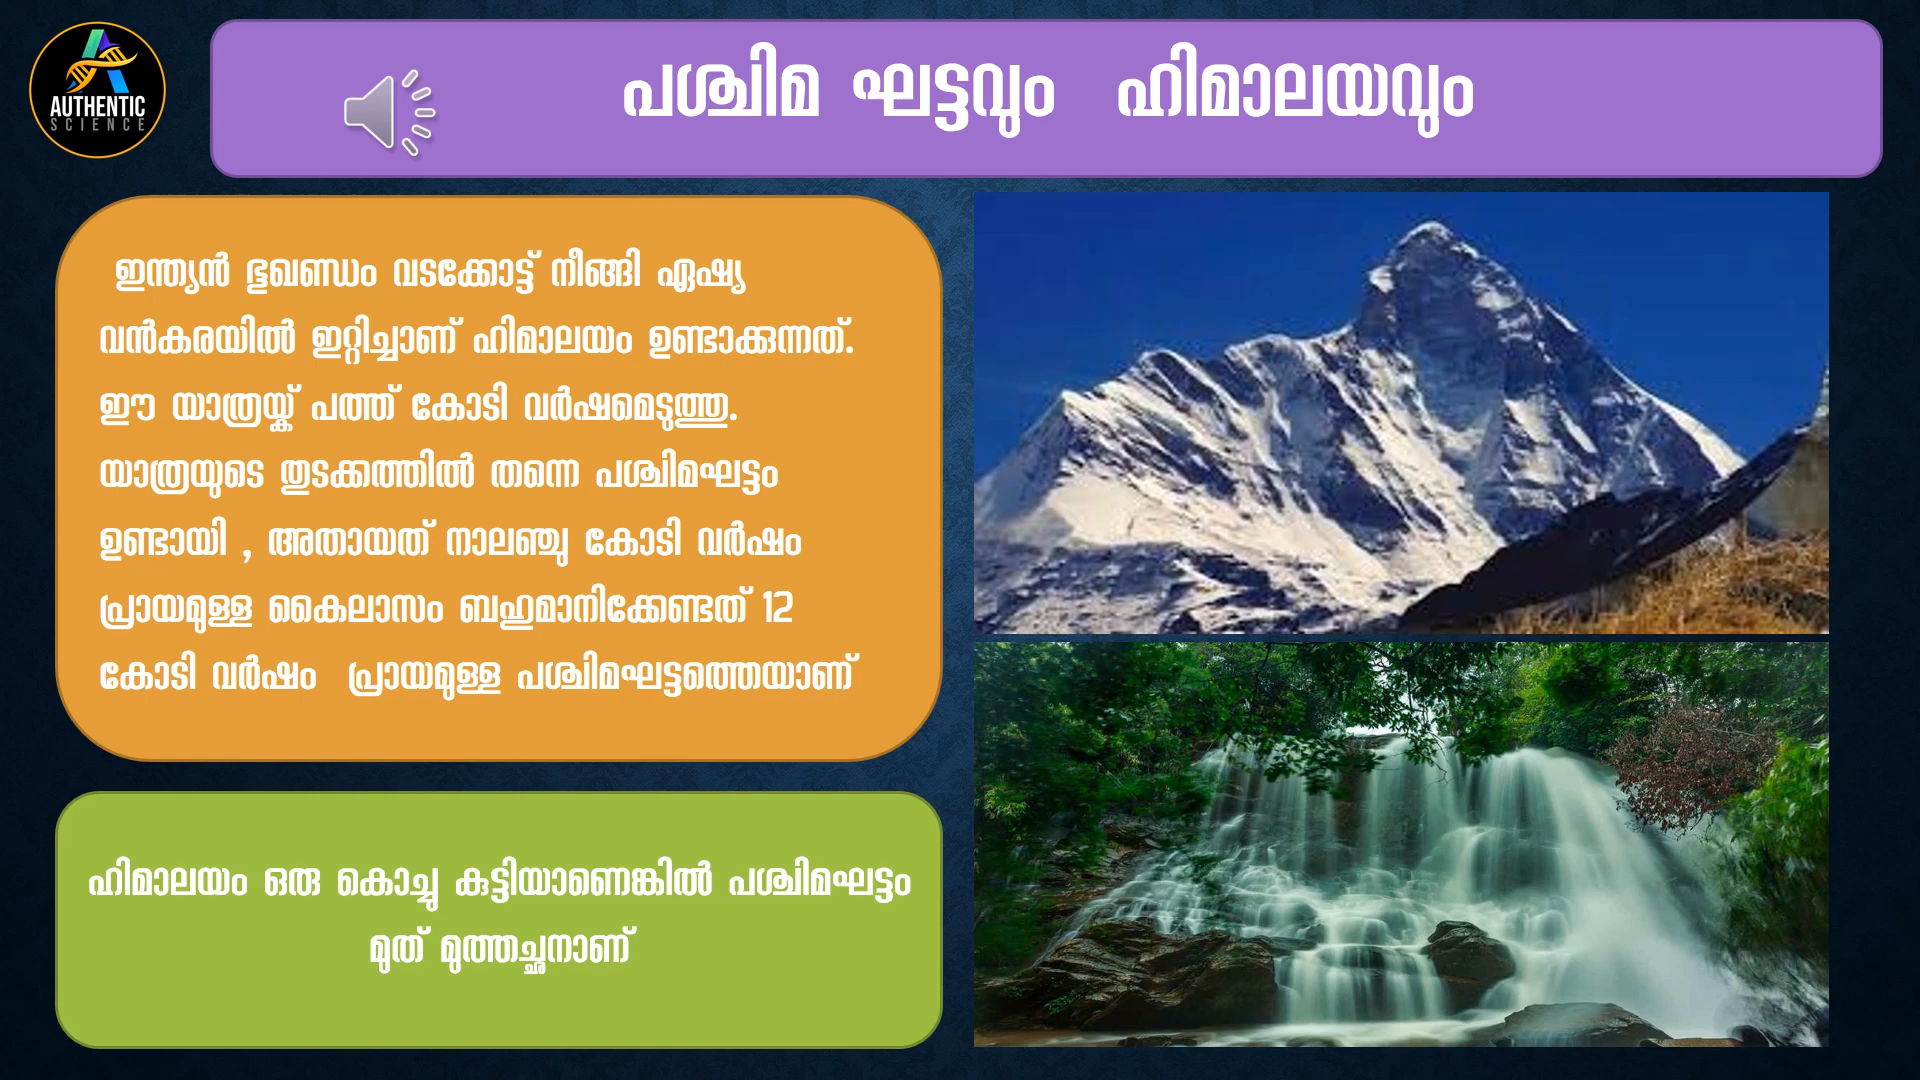 AUTHENTIC
SCIENCE
പശ്ചിമ ഘട്ടവും ഹിമാലയവും
ഇന്ത്യൻ ഭൂഖണ്ഡം വടക്കോട്ട് നീങ്ങി ഏഷ്യ
വൻകരയിൽ ഇറ്റിച്ചാണ് ഹിമാലയം ഉണ്ടാക്കുന്നത്.
ഈ യാത്രയ്ക്ക് പത്ത് കോടി വർഷമെടുത്തു.
യാത്രയുടെ തുടക്കത്തിൽ തന്നെ പശ്ചിമഘട്ടം
ഉണ്ടായി , അതായത് നാലഞ്ചു കോടി വർഷം
പ്രായമുള്ള കൈലാസം ബഹുമാനിക്കേണ്ടത് 12
കോടി വർഷം പ്രായമുള്ള പശ്ചിമഘട്ടത്തെയാണ്
ഹിമാലയം ഒരു കൊച്ചു കുട്ടിയാണെങ്കിൽ പശ്ചിമഘട്ടം
മുത് മുത്തച്ഛനാണ്